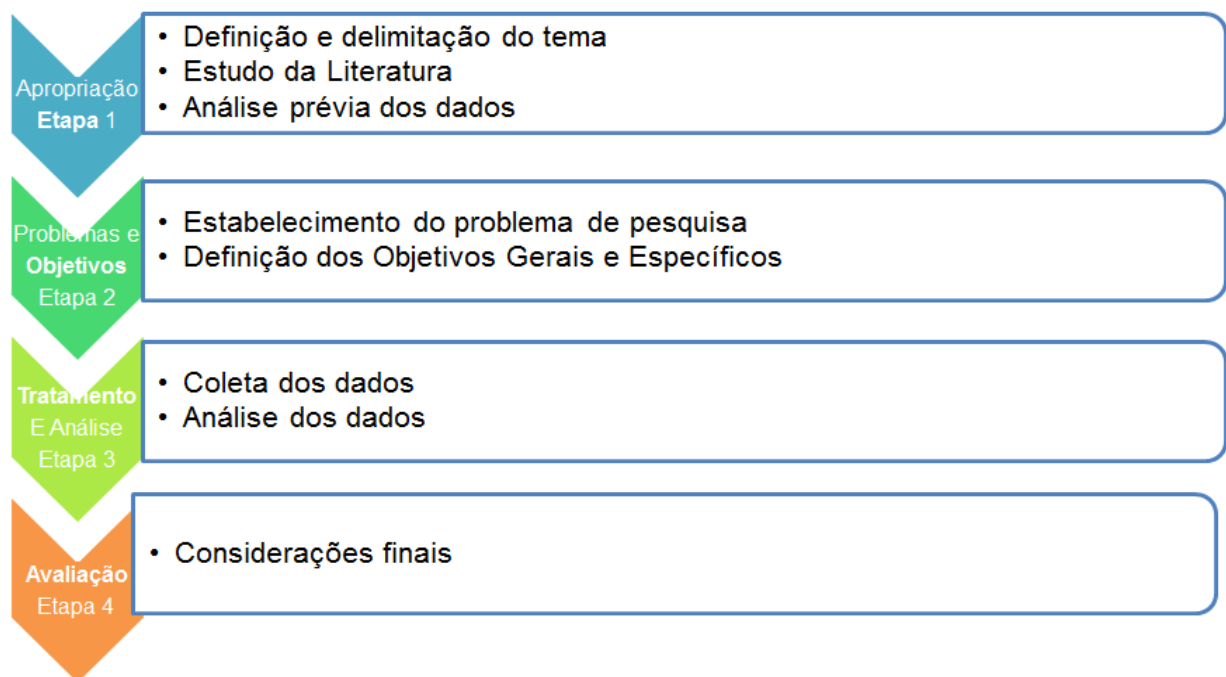 Apropriação
Etapa 1
• Definição e delimitação do tema
• Estudo da Literatura
• Análise prévia dos dados
Problemas e
Objetivos
Etapa 2
• Estabelecimento do problema de pesquisa
• Definição dos Objetivos Gerais e Específicos
Tratamento
E Análise
Etapa 3
• Coleta dos dados
• Análise dos dados
Avaliação
Etapa 4
• Considerações finais